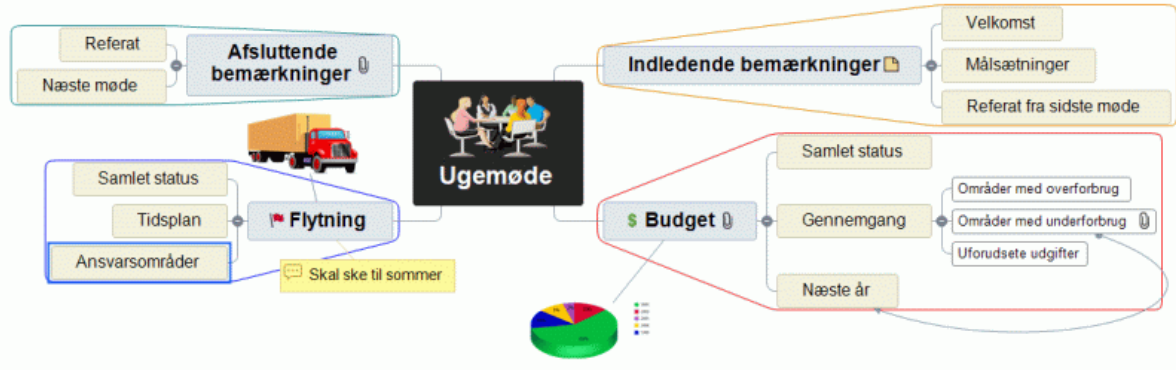 Ugemøde
Indledende bemærkninger
Velkomst
Målsætninger
Referat fra sidste møde
Budget
Samlet status
Gennemgang
Områder med overforbrug
Områder med underforbrug
Uforudsete udgifter
Næste år
Flytning
Samlet status
Tidsplan
Ansvarsområder
Skal ske til sommer
Afsluttende
bemærkninger
Referat
Næste møde